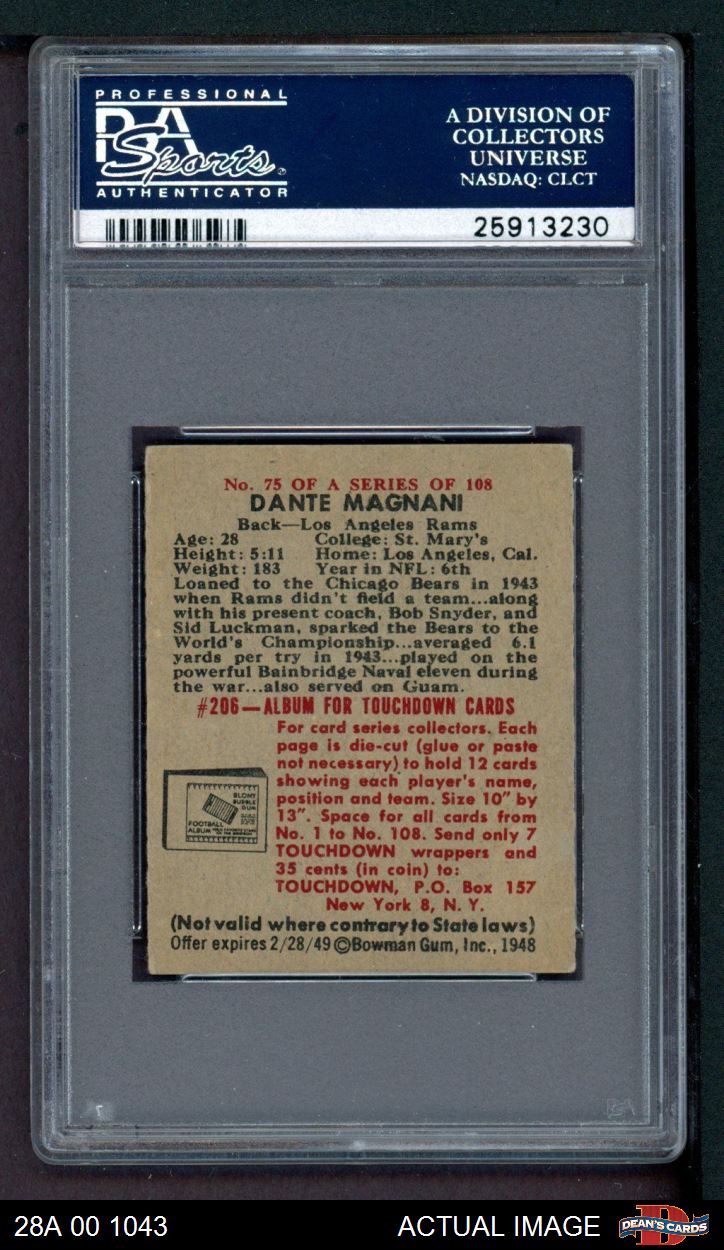 PROFESSIONAL
PSA
Sports
AUTHENTICATOR
A DIVISION OF
COLLECTORS
UNIVERSE
NASDAQ: CLCT
25913230
No. 75 OF A SERIES OF 108
DANTE MAGNANI
Back—Los Angeles Rams
Age: 28 College: St. Mary's
Height: 5:11 Home: Los Angeles, Cal.
Weight: 183 Year in NFL: 6th
Loaned to the Chicago Bears in 1943
when Rams didn't field a team...along
with his present coach, Bob Snyder, and
Sid Luckman, sparked the Bears to the
World's Championship...averaged 6.1
yards per try in 1943...played on the
powerful Bainbridge Naval eleven during
the war...also served on Guam.
#206—ALBUM FOR TOUCHDOWN CARDS
For card series collectors. Each
page is die-cut (glue or paste
not necessary) to hold 12 cards
showing each player's name,
position and team. Size 10" by
13". Space for all cards from
No. 1 to No. 108. Send only 7
TOUCHDOWN wrappers and
35 cents (in coin) to:
TOUCHDOWN, P.O. Box 157
New York 8, N. Y.
BLONY
BUBBLE
GUM
FOOTBALL
ALBUM
(Not valid where contrary to State laws)
Offer expires 2/28/49 ©Bowman Gum, Inc., 1948
PSA
28A 00 1043
ACTUAL IMAGE
DEAN'S CARDS